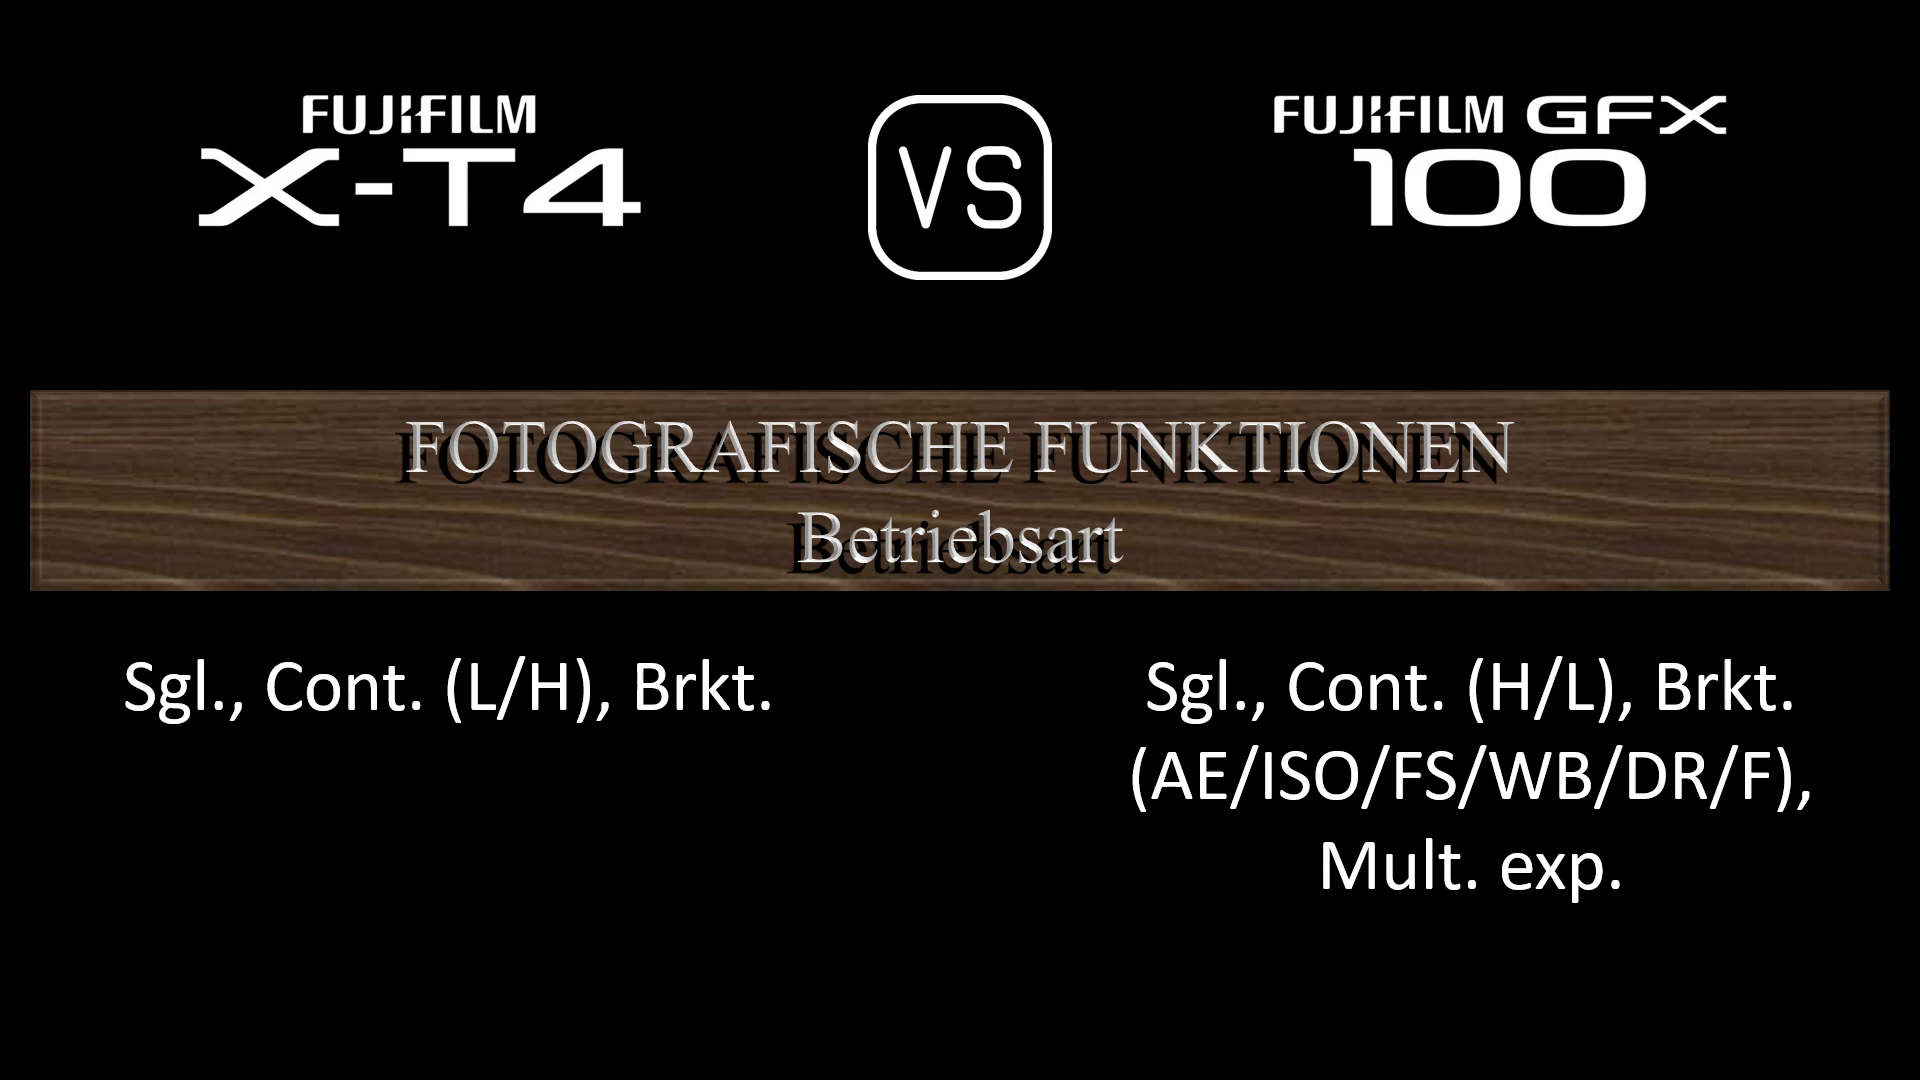 FUJIFILM
X-T4
VS
FUJIFILM GFX
100
FOTOGRAFISCHE FUNKTIONEN
Betriebsart
Sgl., Cont. (L/H), Brkt.
Sgl., Cont. (H/L), Brkt.
(AE/ISO/FS/WB/DR/F),
Mult. exp.